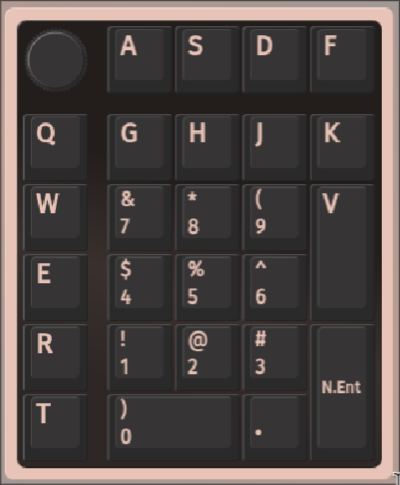 A S D F
Q G H J K
W & * ( V
7 8 9
E $ % ^
4 5 6
R ! @ #
1 2 3 N.Ent
T )
0 .